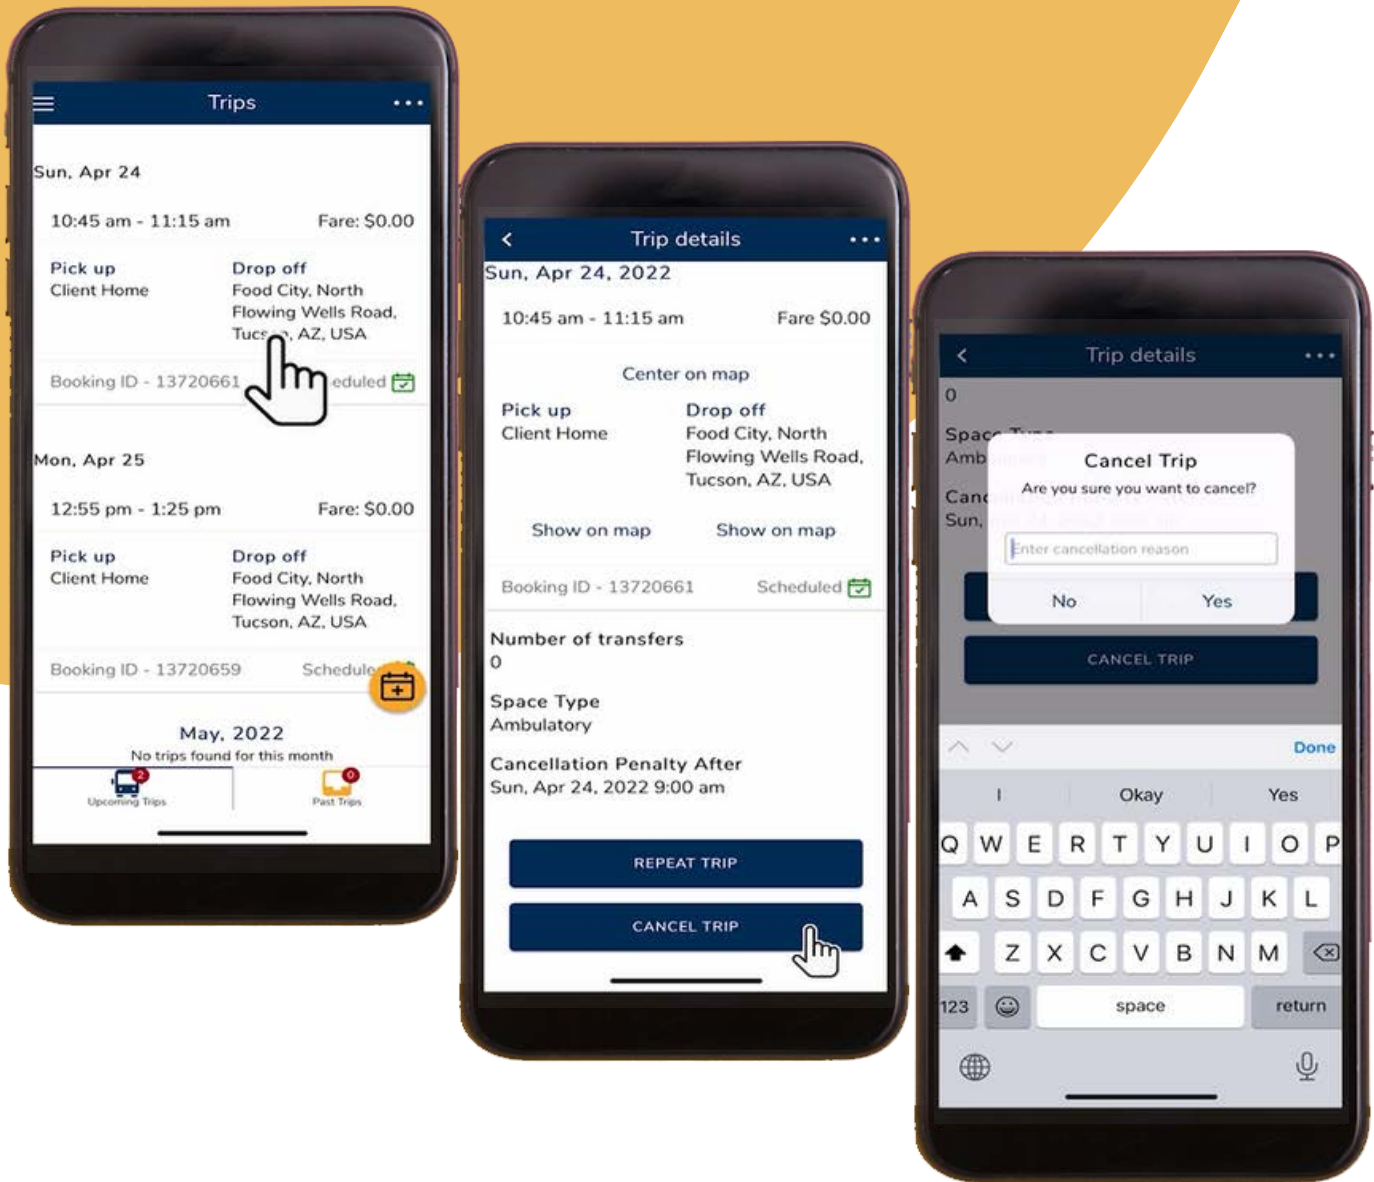 Trips
Sun, Apr 24
10:45 am - 11:15 am Fare: $0.00
Pick up Drop off
Client Home Food City, North
Flowing Wells Road,
AZ, USA
Booking ID - 13720661
Mon, Apr 25
12:55 pm - 1:25 pm Fare: $0.00
Pick up Drop off
Client Home Food City, North
Flowing Wells Road,
Tucson, AZ, USA
Booking ID - 13720659
May, 2022
No trips found for this month
2 0
Upcoming Trips Past Trips
Trip details
Sun, Apr 24, 2022
10:45 am - 11:15 am Fare $0.00
Center on map
Pick up Drop off
Client Home Food City, North
Flowing Wells Road,
Tucson, AZ, USA
Show on map Show on map
Booking ID - 13720661 Scheduled
Number of transfers
0
Space Type
Ambulatory
Cancellation Penalty After
Sun, Apr 24, 2022 9:00 am
REPEAT TRIP
CANCEL TRIP
Trip details
0
Space Type
Sun,
Cancel Trip
Are you sure you want to cancel?
Enter cancellation reason
No Yes
CANCEL TRIP
Done
I Okay Yes
Q W E R T Y U I O P
A S D F G H J K L
Z X C V B N M
123 space return